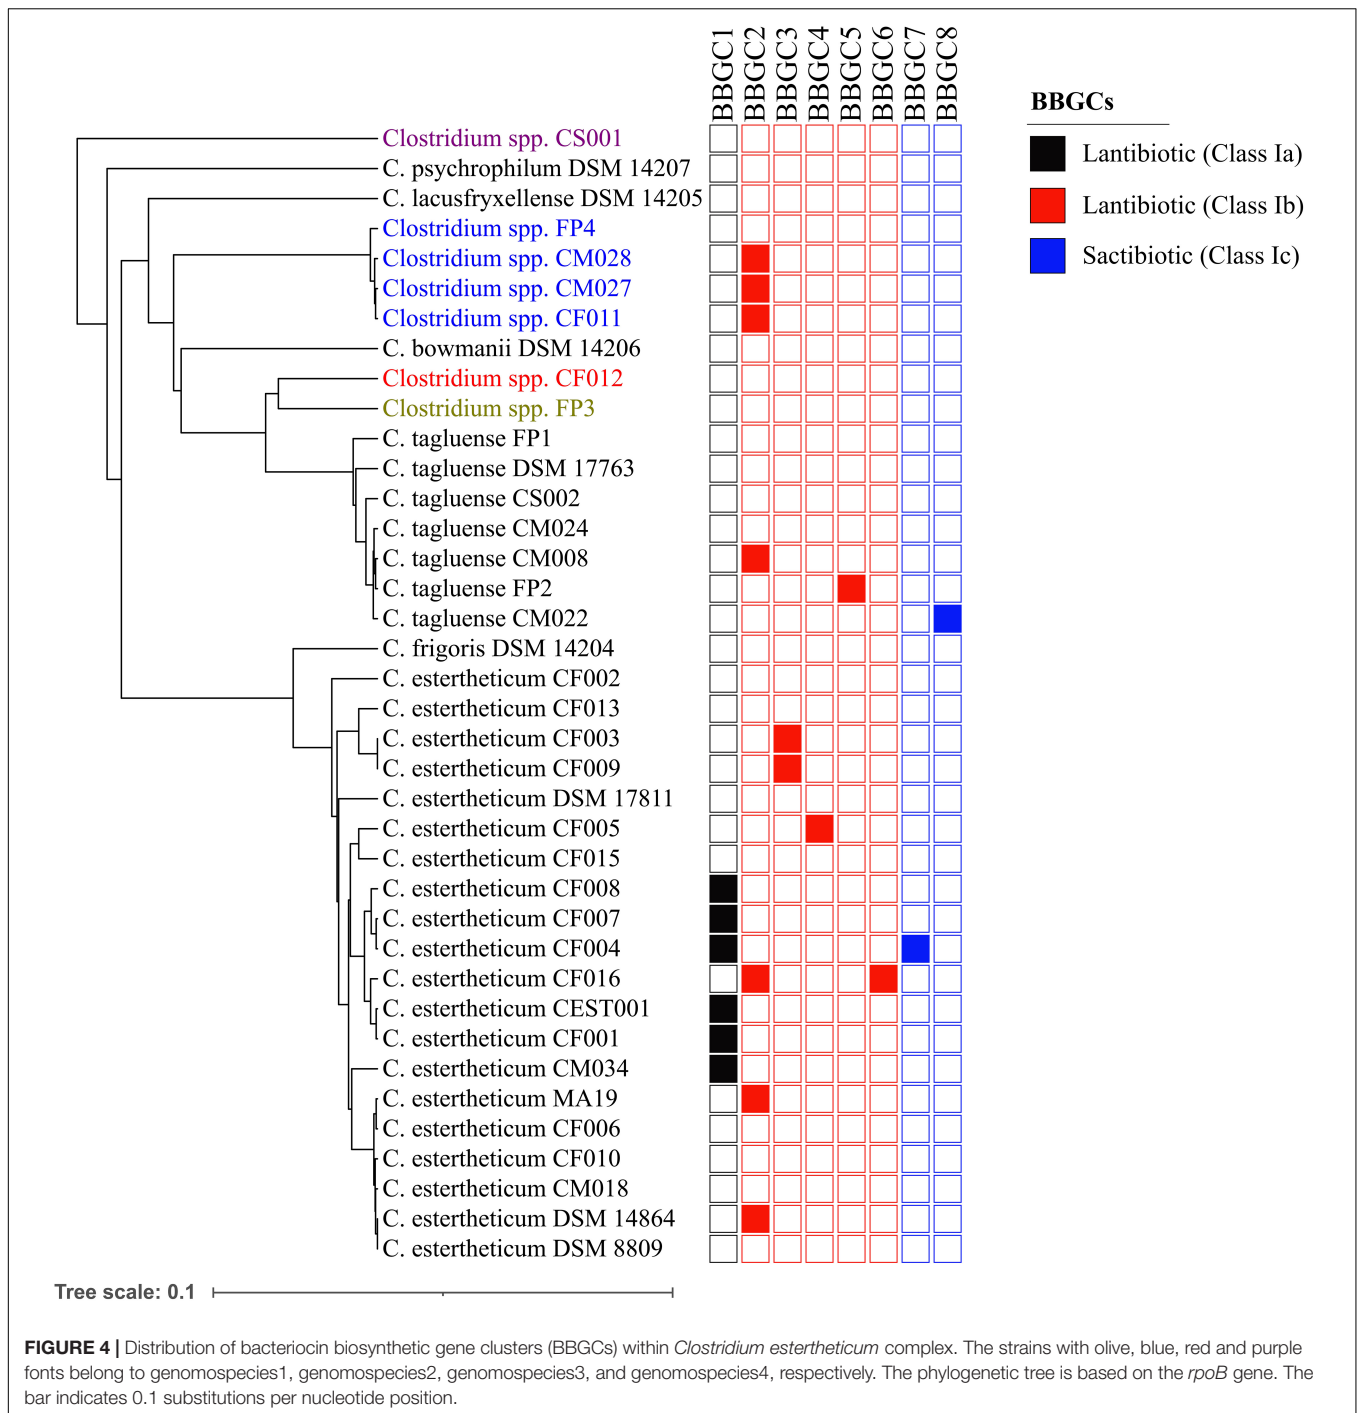 BBGC1 BBGC2 BBGC3 BBGC4 BBGC5 BBGC6 BBGC7 BBGC8
BBGCs
Lantibiotic (Class Ia)
Lantibiotic (Class Ib)
Sactibiotic (Class Ic)
Clostridium spp. CS001
C. psychrophilum DSM 14207
C. lacusfryxellense DSM 14205
Clostridium spp. FP4
Clostridium spp. CM028
Clostridium spp. CM027
Clostridium spp. CF011
C. bowmanii DSM 14206
Clostridium spp. CF012
Clostridium spp. FP3
C. tagluense FP1
C. tagluense DSM 17763
C. tagluense CS002
C. tagluense CM024
C. tagluense CM008
C. tagluense FP2
C. tagluense CM022
C. frigoris DSM 14204
C. estertheticum CF002
C. estertheticum CF013
C. estertheticum CF003
C. estertheticum CF009
C. estertheticum DSM 17811
C. estertheticum CF005
C. estertheticum CF015
C. estertheticum CF008
C. estertheticum CF007
C. estertheticum CF004
C. estertheticum CF016
C. estertheticum CEST001
C. estertheticum CF001
C. estertheticum CM034
C. estertheticum MA19
C. estertheticum CF006
C. estertheticum CF010
C. estertheticum CM018
C. estertheticum DSM 14864
C. estertheticum DSM 8809
Tree scale: 0.1
FIGURE 4 | Distribution of bacteriocin biosynthetic gene clusters (BBGCs) within Clostridium estertheticum complex. The strains with olive, blue, red and purple
fonts belong to genomospecies1, genomospecies2, genomospecies3, and genomospecies4, respectively. The phylogenetic tree is based on the rpoB gene. The
bar indicates 0.1 substitutions per nucleotide position.